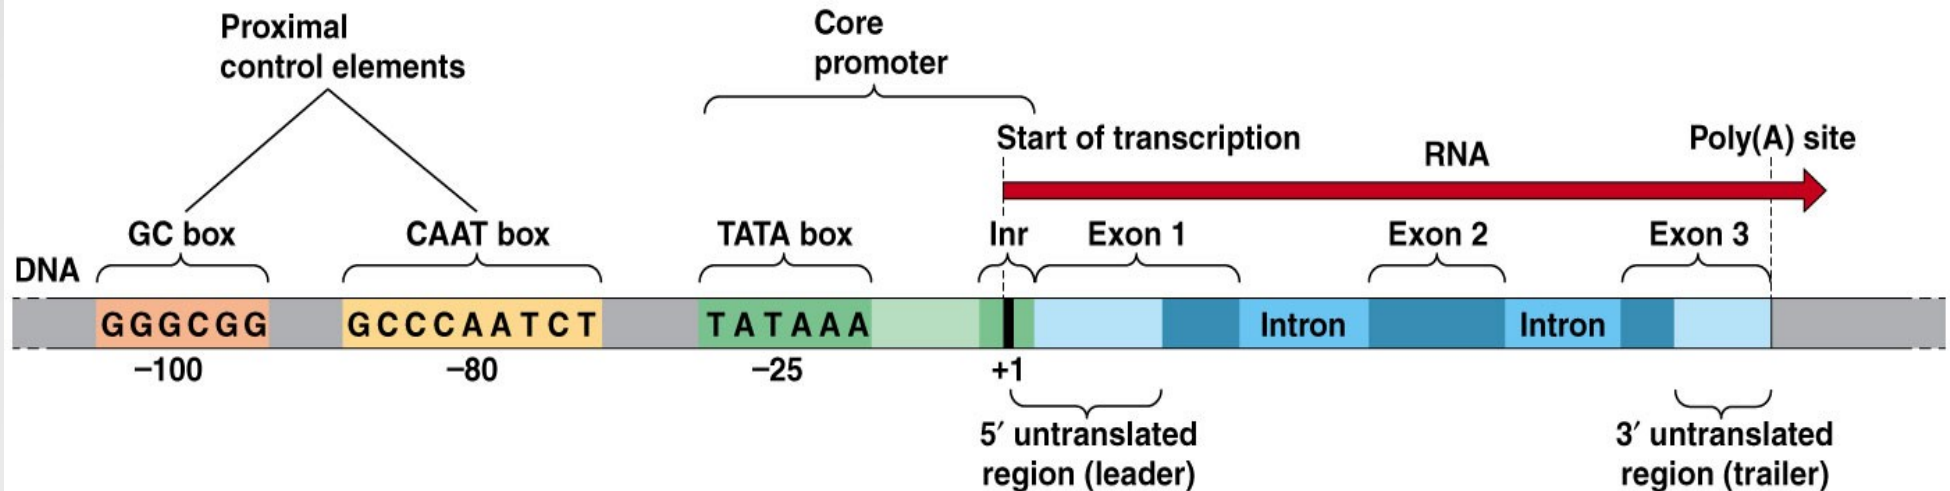 Proximal
control elements
Core
promoter
Start of transcription
RNA
Poly(A) site
GC box
CAAT box
TATA box
Inr
Exon 1
Exon 2
Exon 3
DNA
GGGCGG
GCCCAATCT
TATAAA
Intron
Intron
–100
–80
–25
+1
5′ untranslated
region (leader)
3′ untranslated
region (trailer)